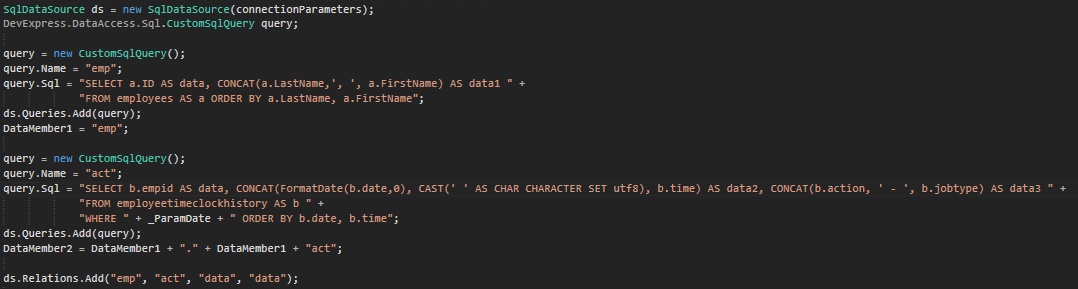 SqlDataSource ds = new SqlDataSource(connectionParameters);
DevExpress.DataAccess.Sql.CustomSqlQuery query;
query = new CustomSqlQuery();
query.Name = "emp";
query.Sql = "SELECT a.ID AS data, CONCAT(a.LastName,', ', a.FirstName) AS data1 " +
"FROM employees AS a ORDER BY a.LastName, a.FirstName";
ds.Queries.Add(query);
DataMember1 = "emp";
query = new CustomSqlQuery();
query.Name = "act";
query.Sql = "SELECT b.empid AS data, CONCAT(FormatDate(b.date,0), CAST(' ' AS CHAR CHARACTER SET utf8), b.time) AS data2, CONCAT(b.action, ' - ', b.jobtype) AS data3 " +
"FROM employeetimeclockhistory AS b " +
"WHERE " + _ParamDate + " ORDER BY b.date, b.time";
ds.Queries.Add(query);
DataMember2 = DataMember1 + "." + DataMember1 + "act";
ds.Relations.Add("emp", "act", "data", "data");